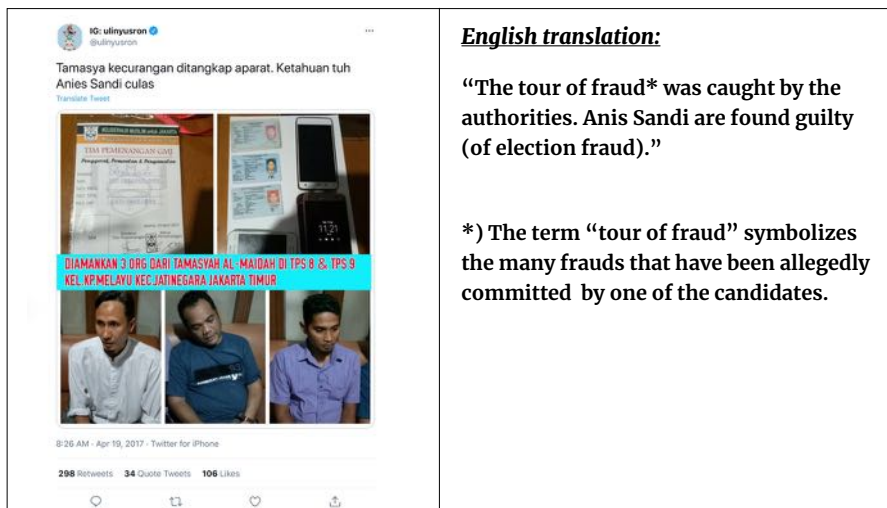 IG: ulinyusron
@ulinyusron
Tamasya kecurangan ditangkap aparat. Ketahuan tuh
Anies Sandi culas
Translate Tweet
TIM PEMENANGAN GMJ
11.21
DIAMANKAN 3 ORG DARI TAMASYAH AL-MAIDAH DI TPS 8 & TPS 9
KEL.KP.MELAYU KEC JATINEGARA JAKARTA TIMUR
8:26 AM · Apr 19, 2017 · Twitter for iPhone
298 Retweets 34 Quote Tweets 106 Likes
English translation:
“The tour of fraud* was caught by the
authorities. Anis Sandi are found guilty
(of election fraud).”
*) The term “tour of fraud” symbolizes
the many frauds that have been allegedly
committed by one of the candidates.